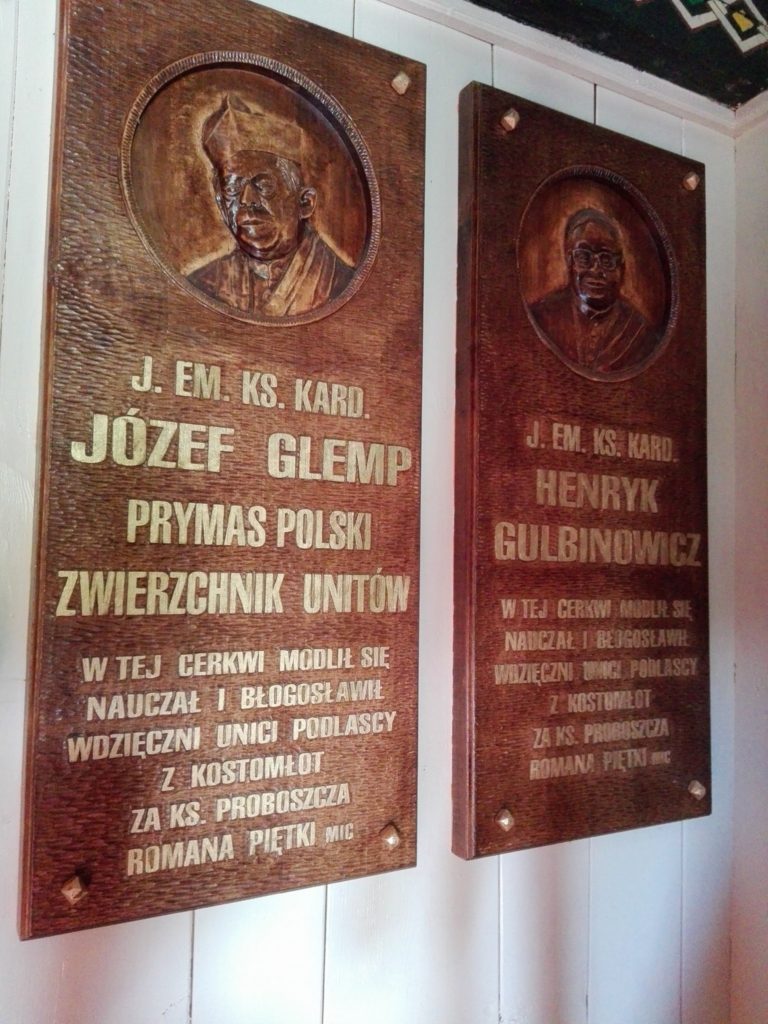 J. EM. KS. KARD.
JÓZEF GLEMP
PRYMAS POLSKI
ZWIERZCHNIK UNITÓW
W TEJ CERKWI MODLIŁ SIĘ
NAUCZAŁ I BŁOGOSŁAWIŁ
WDZIĘCZNI UNICI PODLASCY
Z KOSTOMŁOT
ZA KS. PROBOSZCZA
ROMANA PIĘTKI MIC
J. EM. KS. KARD.
HENRYK
GULBINOWICZ
W TEJ CERKWI MODLIŁ SIĘ
NAUCZAŁ I BŁOGOSŁAWIŁ
WDZIĘCZNI UNICI PODLASCY
Z KOSTOMŁOT
ZA KS. PROBOSZCZA
ROMANA PIĘTKI MIC